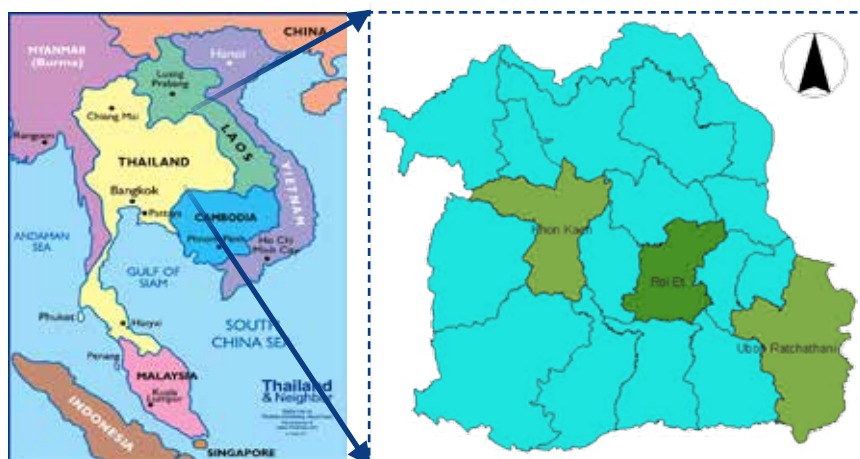 CHINA
MYANMAR
(Burma)
Hanoi
Luang
Prabang
Chiang Mai
LAOS
Rangoon
THAILAND
VIETNAM
Bangkok
Pattaya
CAMBODIA
ANDAMAN
SEA
Phnom Penh
Ho Chi
Minh City
GULF OF
SIAM
Phuket
SOUTH
CHINA SEA
Penang
MALAYSIA
Kuala
Lumpur
Thailand
& Neighbor
INDONESIA
SINGAPORE
Khon Kaen
Roi Et
Ubon Ratchathani